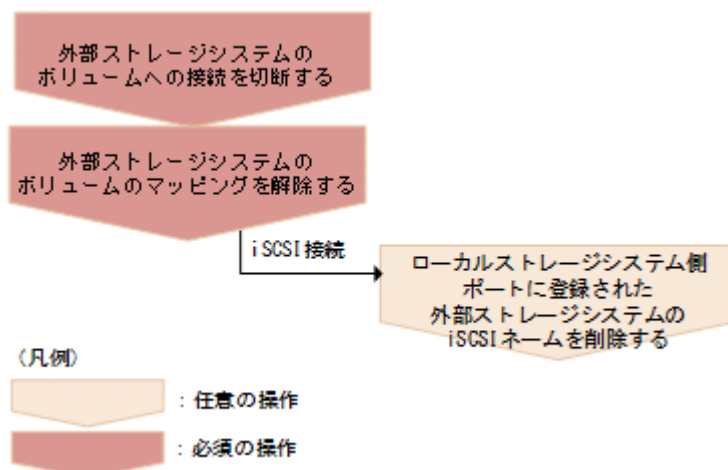 外部ストレージシステムの
ボリュームへの接続を切断する
外部ストレージシステムの
ボリュームのマッピングを解除する
iSCSI接続
ローカルストレージシステム側
ポートに登録された
外部ストレージシステムの
iSCSIネームを削除する
(凡例)
：任意の操作
：必須の操作